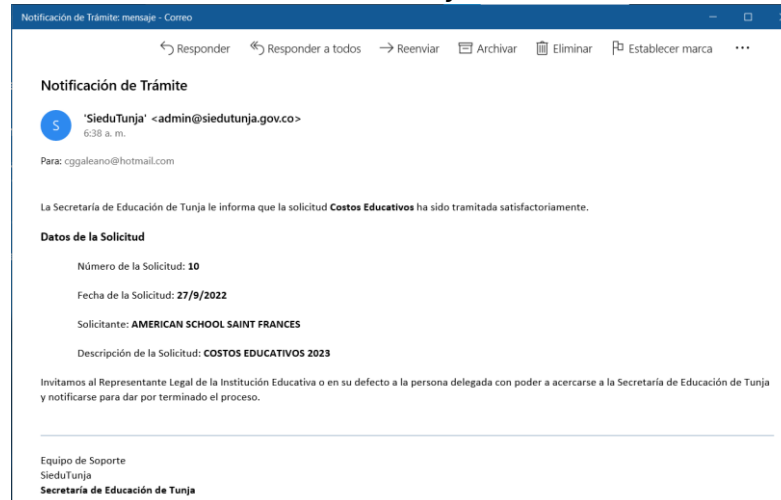 Notificación de Trámite: mensaje - Correo
Responder Responder a todos Reenviar Archivar Eliminar Establecer marca ...
Notificación de Trámite
S
'SieduTunja' <admin@siedutunja.gov.co>
6:38 a. m.
Para: cggaleano@hotmail.com
La Secretaría de Educación de Tunja le informa que la solicitud Costos Educativos ha sido tramitada satisfactoriamente.
Datos de la Solicitud
Número de la Solicitud: 10
Fecha de la Solicitud: 27/9/2022
Solicitante: AMERICAN SCHOOL SAINT FRANCES
Descripción de la Solicitud: COSTOS EDUCATIVOS 2023
Invitamos al Representante Legal de la Institución Educativa o en su defecto a la persona delegada con poder a acercarse a la Secretaría de Educación de Tunja
y notificarse para dar por terminado el proceso.
Equipo de Soporte
SieduTunja
Secretaría de Educación de Tunja